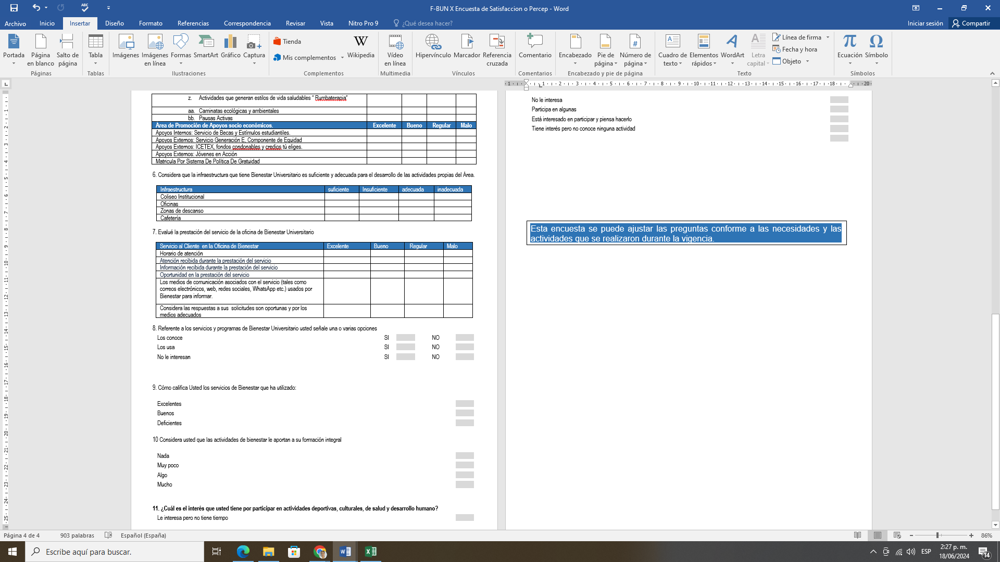 F-BUN X Encuesta de Satisfaccion o Percep - Word
Archivo Inicio Insertar Diseño Formato Referencias Correspondencia Revisar Vista Nitro Pro 9 ¿Qué desea hacer? Iniciar sesión Compartir
Portada
Página en blanco
Salto de página
Tabla
Imágenes
Imágenes en línea
Formas
SmartArt
Gráfico
Captura
Tienda
Mis complementos
Wikipedia
Vídeo en línea
Hipervínculo
Marcador
Referencia cruzada
Comentario
Encabezado
Pie de página
Número de página
Cuadro de texto
Elementos rápidos
WordArt
Letra capital
Línea de firma
Fecha y hora
Objeto
Ecuación
Símbolo
Páginas Tablas Ilustraciones Complementos Multimedia Vínculos Comentarios Encabezado y pie de página Texto Símbolos
z. Actividades que generan estilos de vida saludables “ Rumbaterapia”
aa. Caminatas ecológicas y ambientales
bb. Pausas Activas
Área de Promoción de Apoyos socio económicos. Excelente Bueno Regular Malo
Apoyos Internos: Servicio de Becas y Estímulos estudiantiles.
Apoyos Externos: Servicio Generación E, Componente de Equidad
Apoyos Externos: ICETEX, fondos condonables y credios tú eliges.
Apoyos Externos: Jóvenes en Acción
Matricula Por Sistema De Política De Gratuidad
6. Considera que la infraestructura que tiene Bienestar Universitario es suficiente y adecuada para el desarrollo de las actividades propias del Área.
Infraestructura suficiente Insuficiente adecuada inadecuada
Coliseo Institucional
Oficinas
Zonas de descanso
Cafetería
7. Evalué la prestación del servicio de la oficina de Bienestar Universitario
Servicio al Cliente en la Oficina de Bienestar Excelente Bueno Regular Malo
Horario de atención
Atención recibida durante la prestación del servicio
Información recibida durante la prestación del servicio
Oportunidad en la prestación del servicio
Los medios de comunicación asociados con el servicio (tales como
correos electrónicos, web, redes sociales, WhatsApp etc.) usados por
Bienestar para informar.
Considera las respuestas a sus solicitudes son oportunas y por los
medios adecuados
8. Referente a los servicios y programas de Bienestar Universitario usted señale una o varias opciones
Los conoce SI NO
Los usa SI NO
No le interesan SI NO
9. Cómo califica Usted los servicios de Bienestar que ha utilizado:
Excelentes
Buenos
Deficientes
10 Considera usted que las actividades de bienestar le aportan a su formación integral
Nada
Muy poco
Algo
Mucho
11. ¿Cuál es el interés que usted tiene por participar en actividades deportivas, culturales, de salud y desarrollo humano?
Le interesa pero no tiene tiempo
No le interesa
Participa en algunas
Está interesado en participar y piensa hacerlo
Tiene interés pero no conoce ninguna actividad
Esta encuesta se puede ajustar las preguntas conforme a las necesidades y las
actividades que se realizaron durante la vigencia.
Página 4 de 4 903 palabras Español (España) 86%
Escribe aquí para buscar. ESP 2:27 p. m.
18/06/2024
14